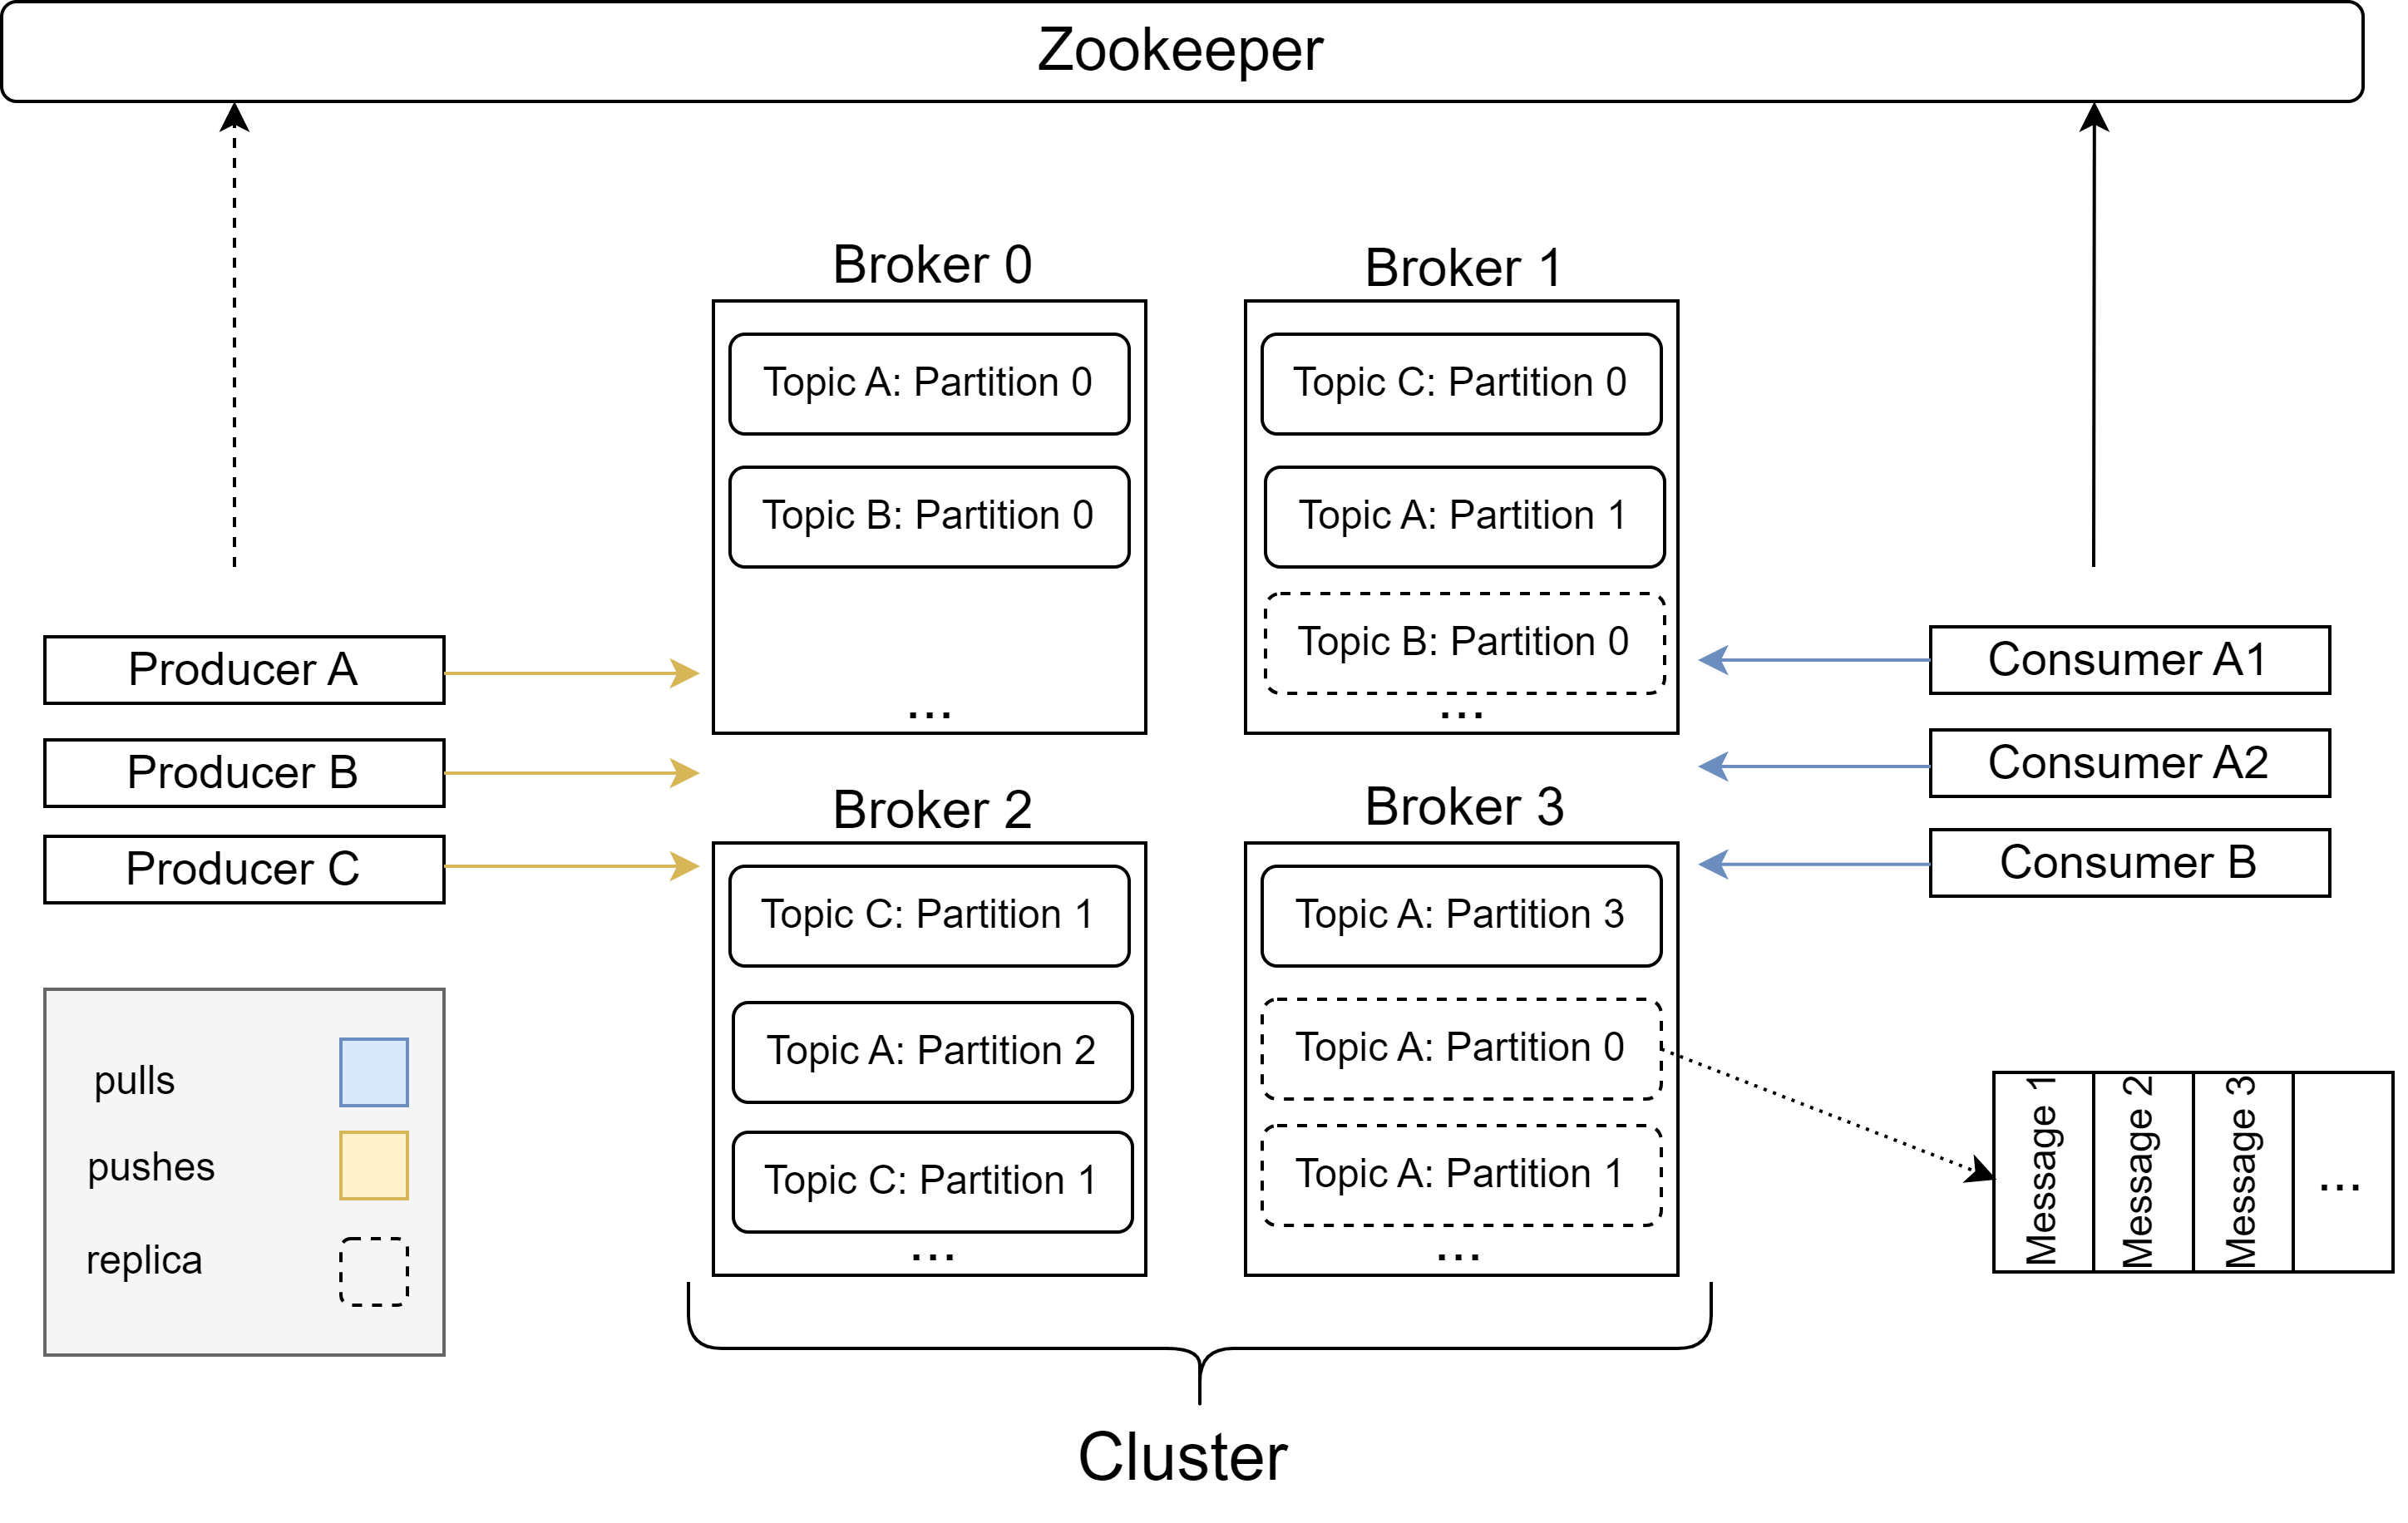 Zookeeper
Broker 0
Topic A: Partition 0
Topic B: Partition 0
...
Broker 1
Topic C: Partition 0
Topic A: Partition 1
Topic B: Partition 0
...
Producer A
Producer B
Producer C
Consumer A1
Consumer A2
Consumer B
Broker 2
Topic C: Partition 1
Topic A: Partition 2
Topic C: Partition 1
...
Broker 3
Topic A: Partition 3
Topic A: Partition 0
Topic A: Partition 1
...
pulls
pushes
replica
Message 1
Message 2
Message 3
...
Cluster